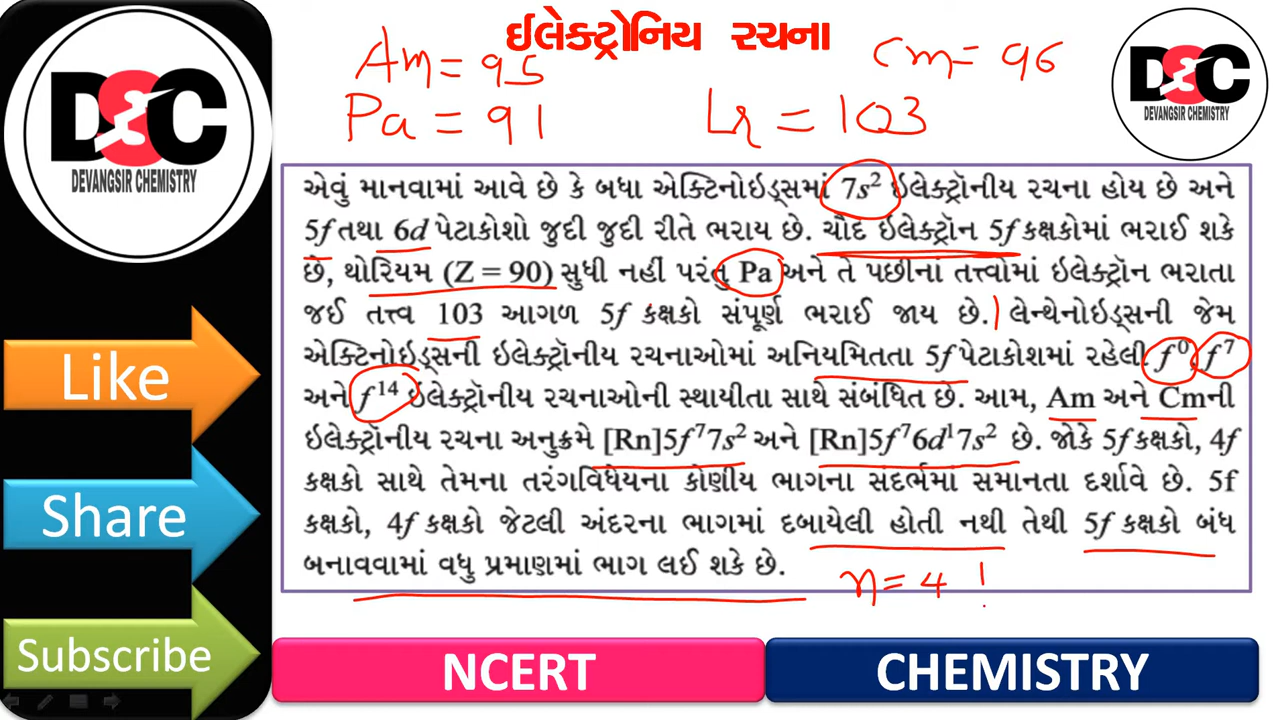 ઈલેક્ટ્રોનિય રચના
DSC
DEVANGSIR CHEMISTRY
DSC
DEVANGSIR CHEMISTRY
Am = 95
Cm = 96
Pa = 91
Lr = 103
એવું માનવામાં આવે છે કે બધા એક્ટિનોઇડ્સમાં 7s² ઇલેક્ટ્રૉનીય રચના હોય છે અને
5f તથા 6d પેટાકોશો જુદી જુદી રીતે ભરાય છે. ચૌદ ઇલેક્ટ્રૉન 5f કક્ષકોમાં ભરાઈ શકે
છે, થોરિયમ (Z = 90) સુધી નહીં પરંતુ Pa અને તે પછીના તત્ત્વોમાં ઇલેક્ટ્રૉન ભરાતા
જઈ તત્ત્વ 103 આગળ 5f કક્ષકો સંપૂર્ણ ભરાઈ જાય છે. લેન્થેનોઇડ્સની જેમ
એક્ટિનોઇડ્સની ઇલેક્ટ્રૉનીય રચનાઓમાં અનિયમિતતા 5f પેટાકોશમાં રહેલી f⁰, f⁷
અને f¹⁴ ઇલેક્ટ્રૉનીય રચનાઓની સ્થાયીતા સાથે સંબંધિત છે. આમ, Am અને Cmની
ઇલેક્ટ્રૉનીય રચના અનુક્રમે [Rn]5f⁷7s² અને [Rn]5f⁷6d¹7s² છે. જોકે 5f કક્ષકો, 4f
કક્ષકો સાથે તેમના તરંગવિધેયના કોણીય ભાગના સંદર્ભમા સમાનતા દર્શાવે છે. 5f
કક્ષકો, 4f કક્ષકો જેટલી અંદરના ભાગમાં દબાયેલી હોતી નથી તેથી 5f કક્ષકો બંધ
બનાવવામાં વધુ પ્રમાણમાં ભાગ લઈ શકે છે.
n = 4
Like
Share
Subscribe
NCERT
CHEMISTRY